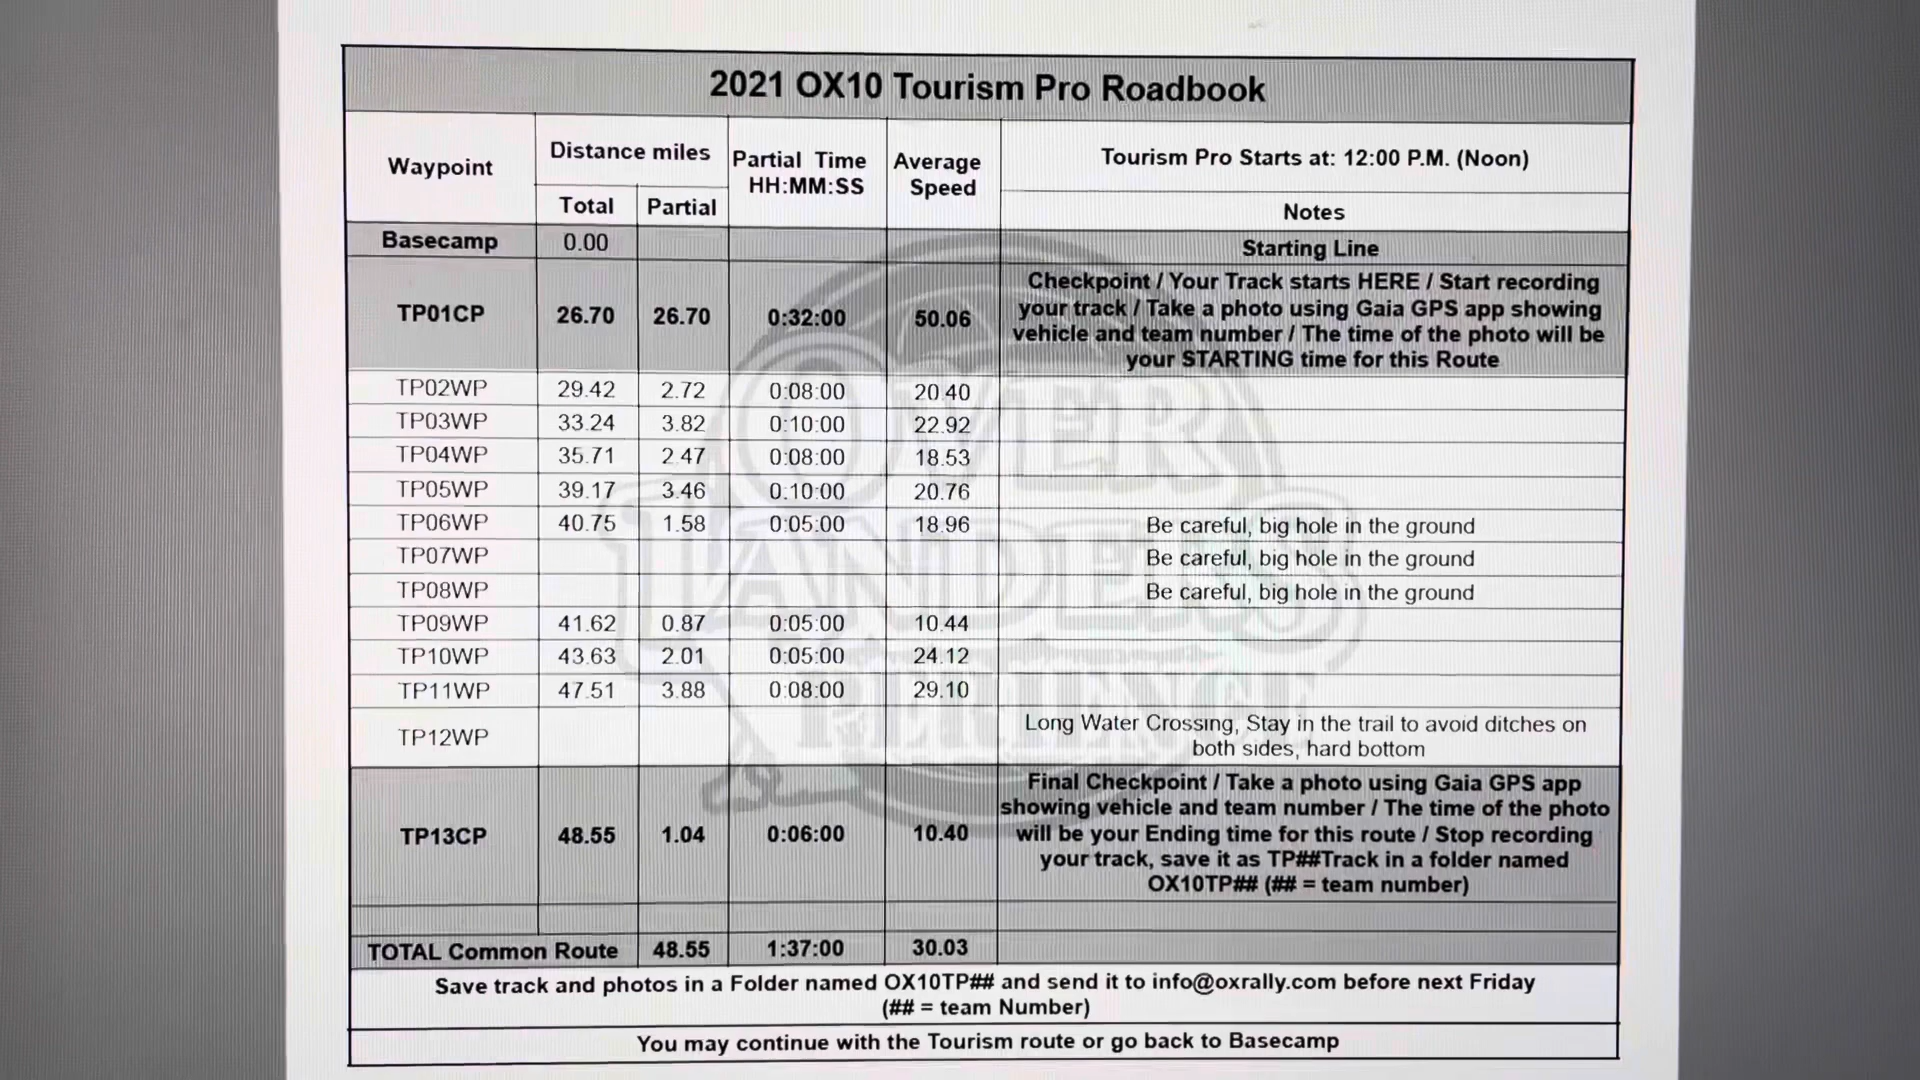 2021 OX10 Tourism Pro Roadbook
Waypoint
Distance miles
Total Partial
Partial Time
HH:MM:SS
Average
Speed
Tourism Pro Starts at: 12:00 P.M. (Noon)
Notes
Basecamp 0.00 Starting Line
TP01CP 26.70 26.70 0:32:00 50.06
Checkpoint / Your Track starts HERE / Start recording
your track / Take a photo using Gaia GPS app showing
vehicle and team number / The time of the photo will be
your STARTING time for this Route
TP02WP 29.42 2.72 0:08:00 20.40
TP03WP 33.24 3.82 0:10:00 22.92
TP04WP 35.71 2.47 0:08:00 18.53
TP05WP 39.17 3.46 0:10:00 20.76
TP06WP 40.75 1.58 0:05:00 18.96 Be careful, big hole in the ground
TP07WP Be careful, big hole in the ground
TP08WP Be careful, big hole in the ground
TP09WP 41.62 0.87 0:05:00 10.44
TP10WP 43.63 2.01 0:05:00 24.12
TP11WP 47.51 3.88 0:08:00 29.10
TP12WP
Long Water Crossing, Stay in the trail to avoid ditches on
both sides, hard bottom
TP13CP 48.55 1.04 0:06:00 10.40
Final Checkpoint / Take a photo using Gaia GPS app
showing vehicle and team number / The time of the photo
will be your Ending time for this route / Stop recording
your track, save it as TP##Track in a folder named
OX10TP## (## = team number)
TOTAL Common Route 48.55 1:37:00 30.03
Save track and photos in a Folder named OX10TP## and send it to info@oxrally.com before next Friday
(## = team Number)
You may continue with the Tourism route or go back to Basecamp
OVER
LANDERS
XPERIENCE